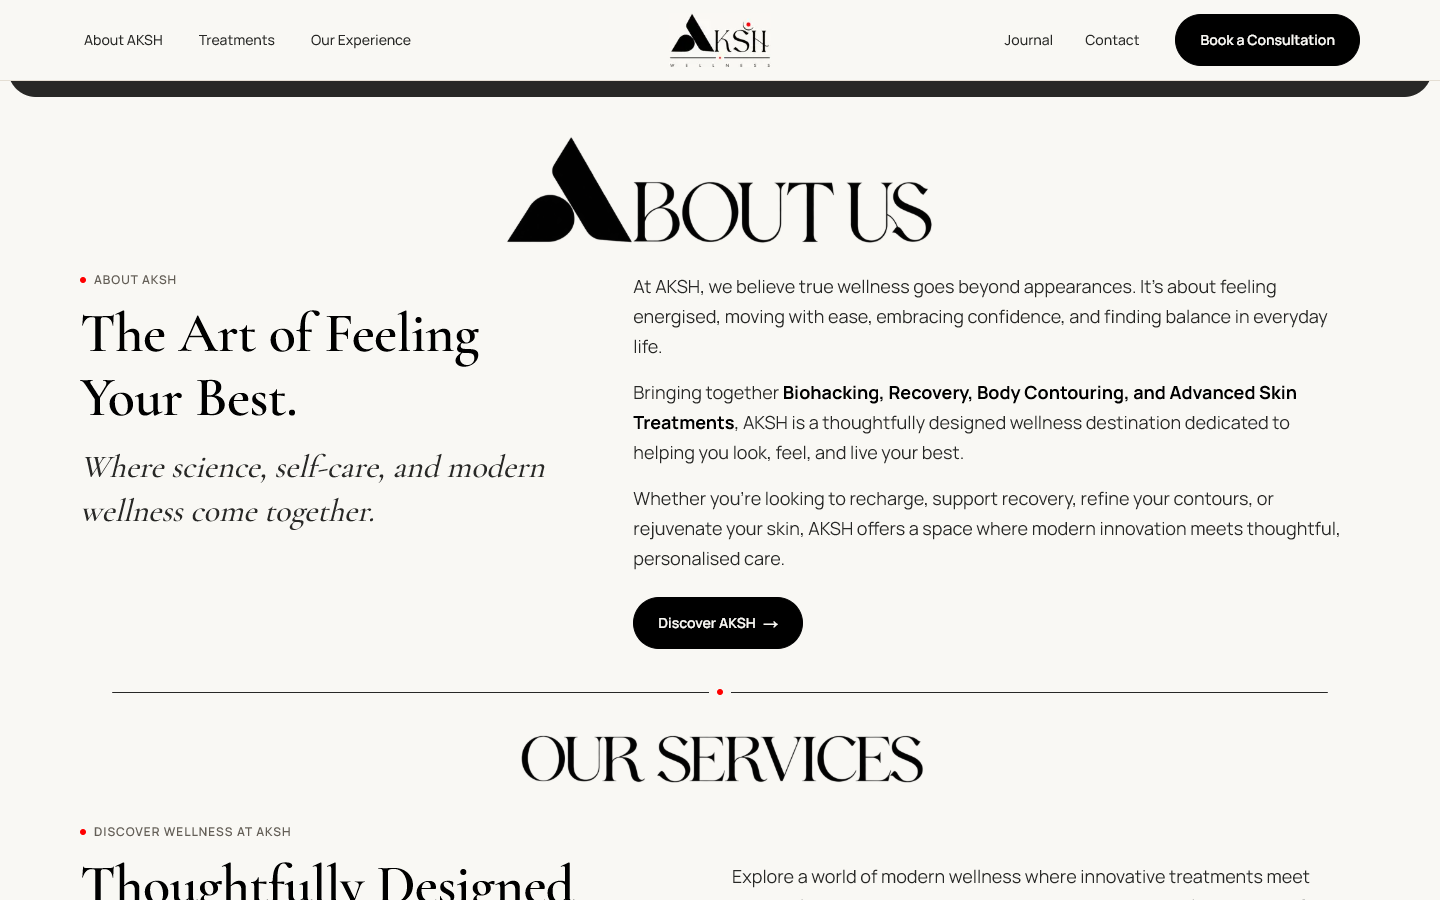 About AKSH
Treatments
Our Experience
AKSH
WELLNESS
Journal
Contact
Book a Consultation
ABOUT US
ABOUT AKSH
The Art of Feeling
Your Best.
Where science, self-care, and modern
wellness come together.
At AKSH, we believe true wellness goes beyond appearances. It's about feeling
energised, moving with ease, embracing confidence, and finding balance in everyday
life.
Bringing together Biohacking, Recovery, Body Contouring, and Advanced Skin
Treatments, AKSH is a thoughtfully designed wellness destination dedicated to
helping you look, feel, and live your best.
Whether you're looking to recharge, support recovery, refine your contours, or
rejuvenate your skin, AKSH offers a space where modern innovation meets thoughtful,
personalised care.
Discover AKSH →
OUR SERVICES
DISCOVER WELLNESS AT AKSH
Thoughtfully Designed
Explore a world of modern wellness where innovative treatments meet